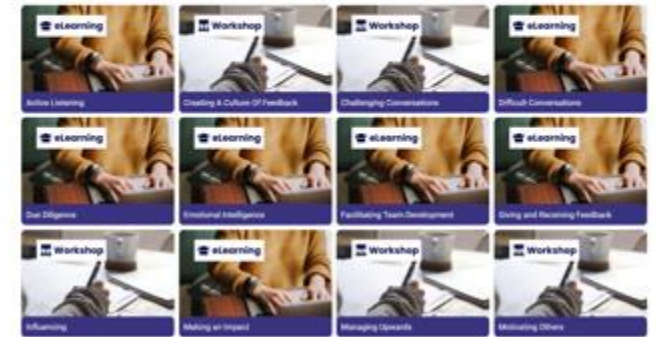 eLearning
Active Listening
Workshop
Creating A Culture Of Feedback
Workshop
Challenging Conversations
eLearning
Difficult Conversations
eLearning
Due Diligence
eLearning
Emotional Intelligence
eLearning
Facilitating Team Development
eLearning
Giving and Receiving Feedback
Workshop
Influencing
eLearning
Making an Impact
Workshop
Managing Upwards
Workshop
Motivating Others